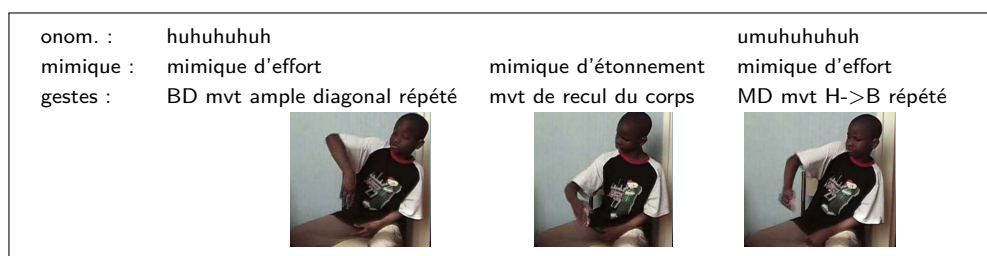 onom. : huhuhuhuh umuhuhuhuh
mimique : mimique d'effort mimique d'étonnement mimique d'effort
gestes : BD mvt ample diagonal répété mvt de recul du corps MD mvt H->B répété